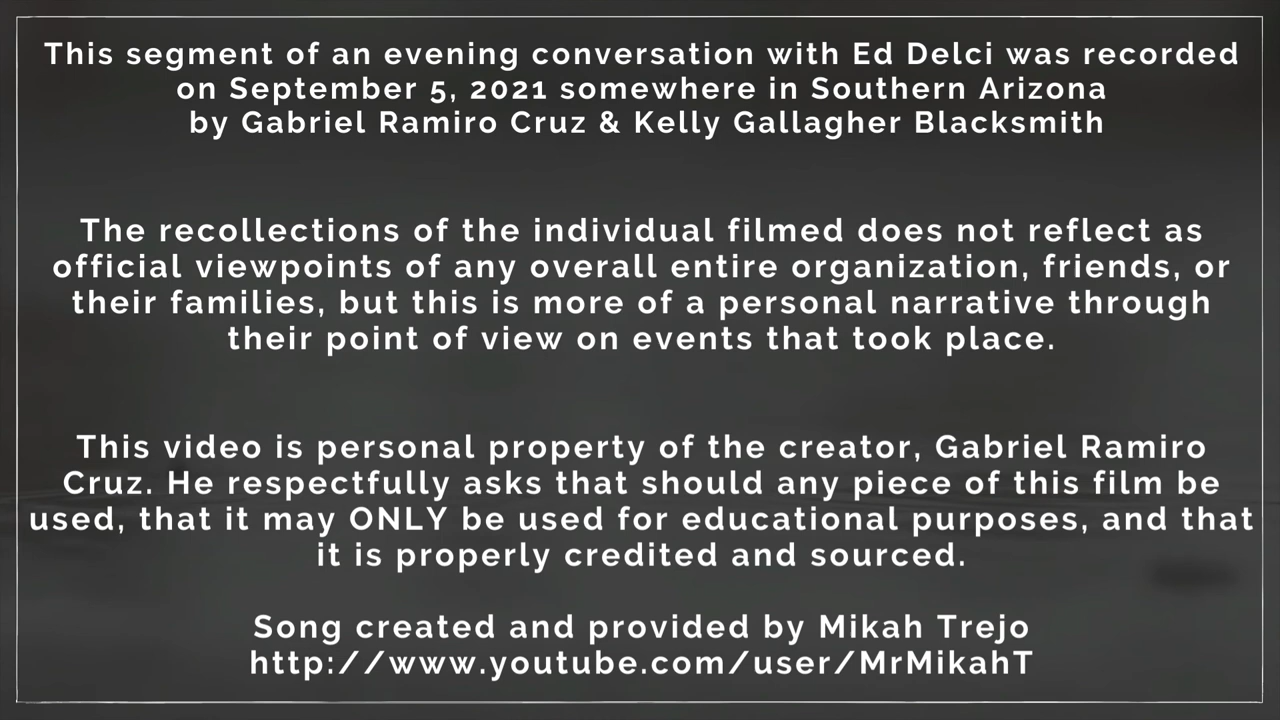 This segment of an evening conversation with Ed Delci was recorded
on September 5, 2021 somewhere in Southern Arizona
by Gabriel Ramiro Cruz & Kelly Gallagher Blacksmith
The recollections of the individual filmed does not reflect as
official viewpoints of any overall entire organization, friends, or
their families, but this is more of a personal narrative through
their point of view on events that took place.
This video is personal property of the creator, Gabriel Ramiro
Cruz. He respectfully asks that should any piece of this film be
used, that it may ONLY be used for educational purposes, and that
it is properly credited and sourced.
Song created and provided by Mikah Trejo
http://www.youtube.com/user/MrMikahT